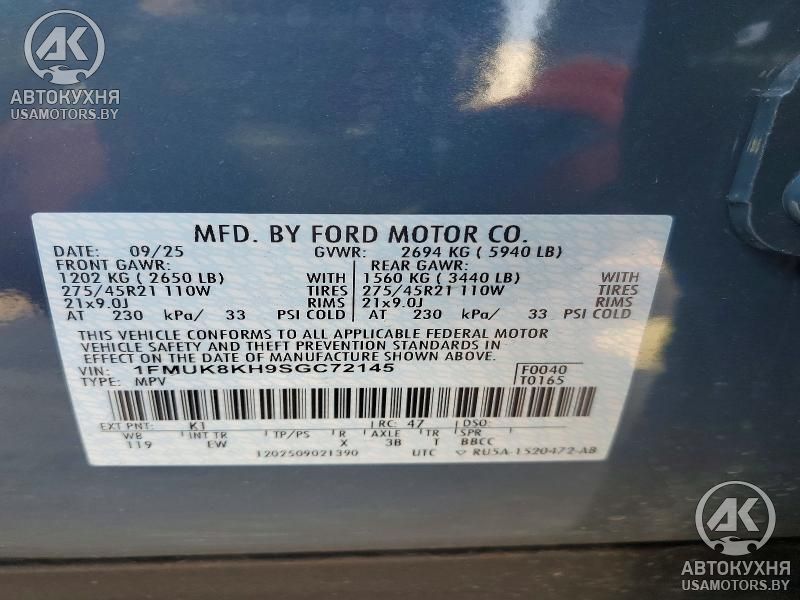 AK
АВТОКУХНЯ
USAMOTORS.BY
MFD. BY FORD MOTOR CO.
DATE: 09/25 GVWR: 2694 KG ( 5940 LB)
FRONT GAWR: REAR GAWR:
1202 KG ( 2650 LB) WITH 1560 KG ( 3440 LB) WITH
275/45R21 110W TIRES 275/45R21 110W TIRES
21x9.0J RIMS 21x9.0J RIMS
AT 230 kPa/ 33 PSI COLD AT 230 kPa/ 33 PSI COLD
THIS VEHICLE CONFORMS TO ALL APPLICABLE FEDERAL MOTOR
VEHICLE SAFETY AND THEFT PREVENTION STANDARDS IN
EFFECT ON THE DATE OF MANUFACTURE SHOWN ABOVE.
VIN: 1FMUK8KH9SGC72145 F0040
TYPE: MPV T0165
EXT PNT: K1 RC: 47 DSO:
WB INT TR TP/PS R AXLE TR SPR
119 EW X 3B T BBCC
1202509021390 UTC ▽ RU5A-1520472-AB
AK
АВТОКУХНЯ
USAMOTORS.BY